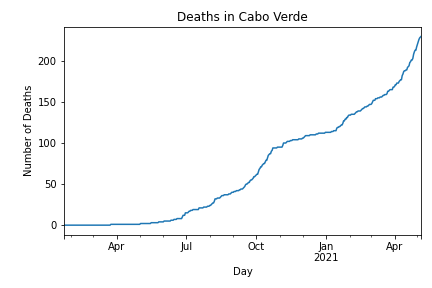 Deaths in Cabo Verde
Number of Deaths
200
150
100
50
0
Apr
Jul
Oct
Jan
2021
Apr
Day